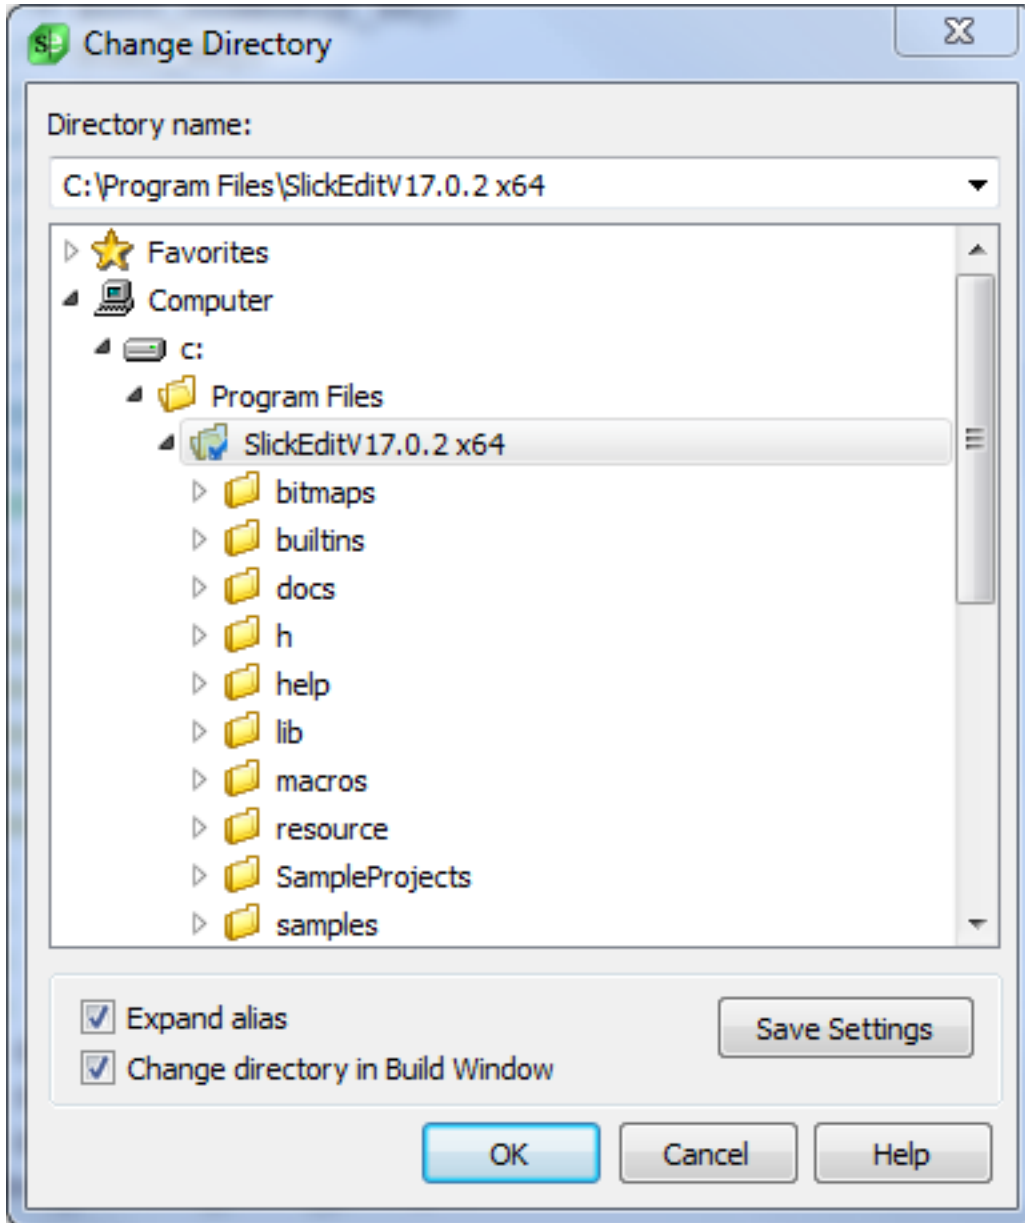 Change Directory
Directory name:
C:\Program Files\SlickEditV17.0.2 x64
Favorites
Computer
c:
Program Files
SlickEditV17.0.2 x64
bitmaps
builtins
docs
h
help
lib
macros
resource
SampleProjects
samples
Expand alias
Save Settings
Change directory in Build Window
OK Cancel Help